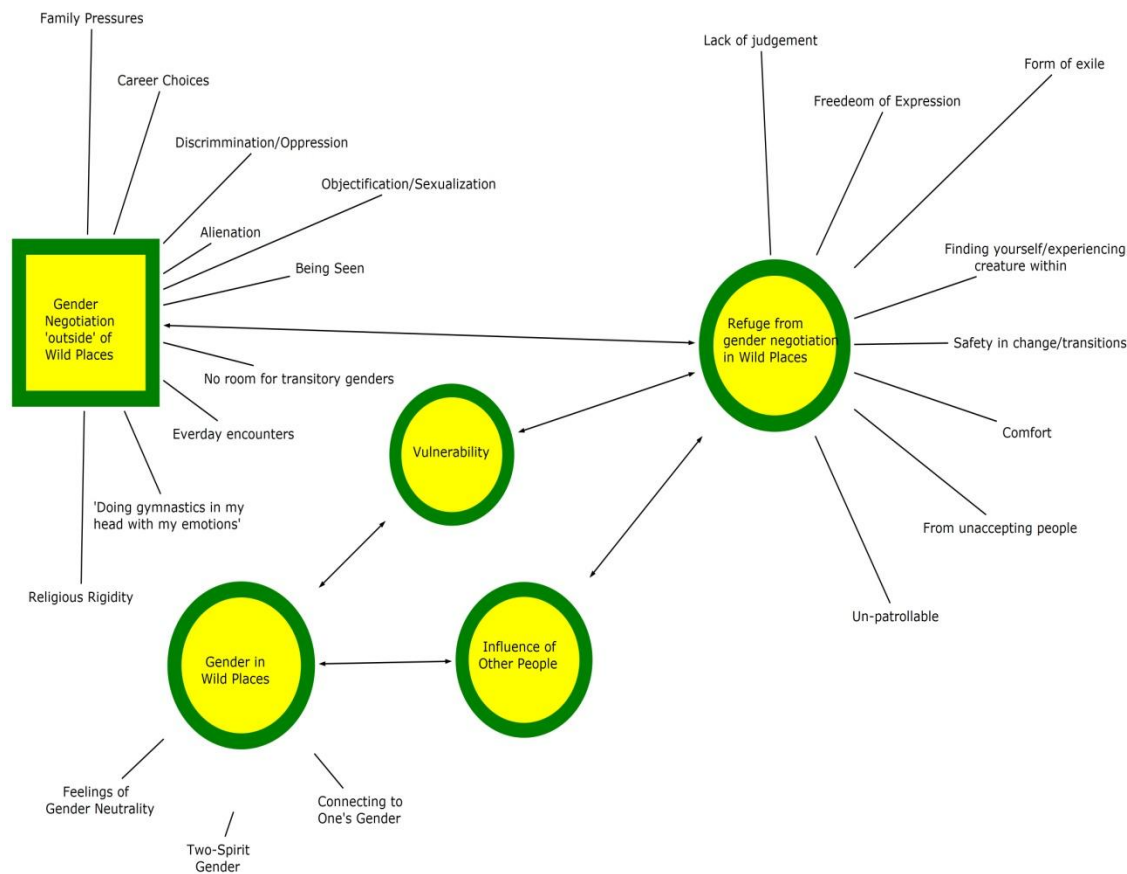 Family Pressures
Career Choices
Discrimmination/Oppression
Objectification/Sexualization
Alienation
Being Seen
Gender
Negotiation
'outside' of
Wild Places
No room for transitory genders
Everday encounters
'Doing gymnastics in my
head with my emotions'
Religious Rigidity
Lack of judgement
Freedeom of Expression
Form of exile
Finding yourself/experiencing
creature within
Refuge from
gender negotiation
in Wild Places
Safety in change/transitions
Comfort
From unaccepting people
Un-patrollable
Vulnerability
Influence of
Other People
Gender in
Wild Places
Feelings of
Gender Neutrality
Two-Spirit
Gender
Connecting to
One's Gender